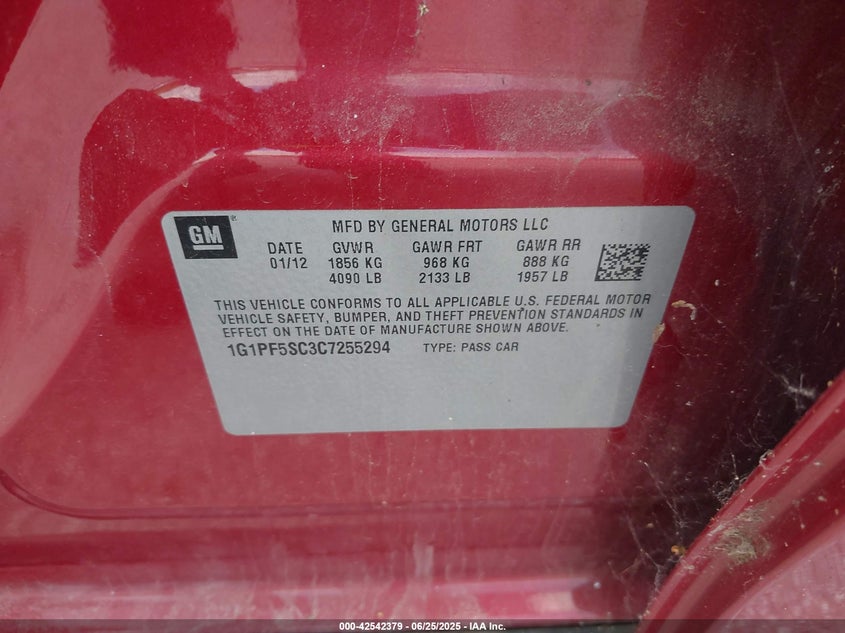 GM
MFD BY GENERAL MOTORS LLC
DATE GVWR GAWR FRT GAWR RR
01/12 1856 KG 968 KG 888 KG
4090 LB 2133 LB 1957 LB
THIS VEHICLE CONFORMS TO ALL APPLICABLE U.S. FEDERAL MOTOR
VEHICLE SAFETY, BUMPER, AND THEFT PREVENTION STANDARDS IN
EFFECT ON THE DATE OF MANUFACTURE SHOWN ABOVE.
1G1PF5SC3C7255294 TYPE: PASS CAR
000-42542379 - 06/25/2025 - IAA Inc.